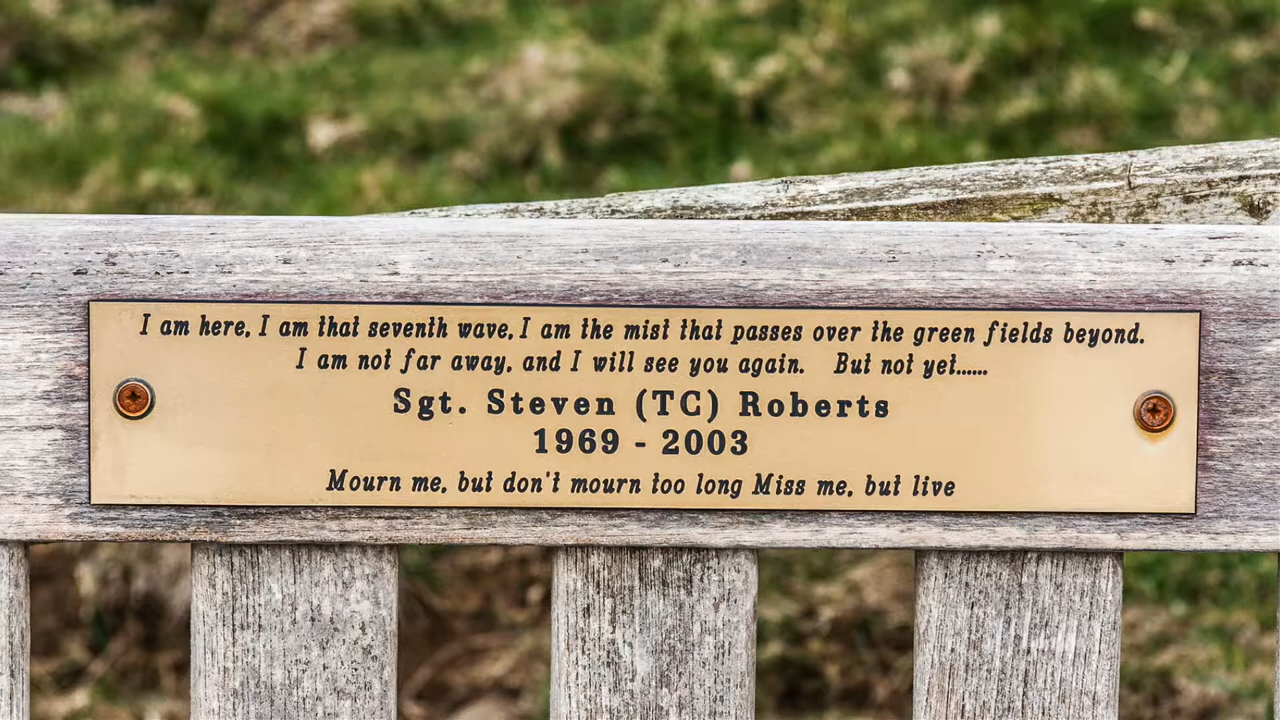 I am here, I am that seventh wave, I am the mist that passes over the green fields beyond.
I am not far away, and I will see you again. But not yet......
Sgt. Steven (TC) Roberts
1969 - 2003
Mourn me, but don't mourn too long Miss me, but live